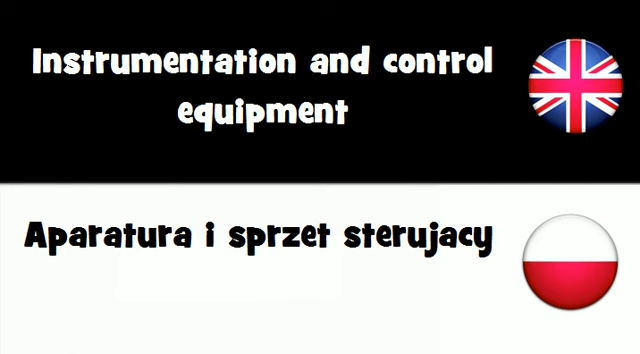 Instrumentation and control
equipment
Aparatura i sprzet sterujacy